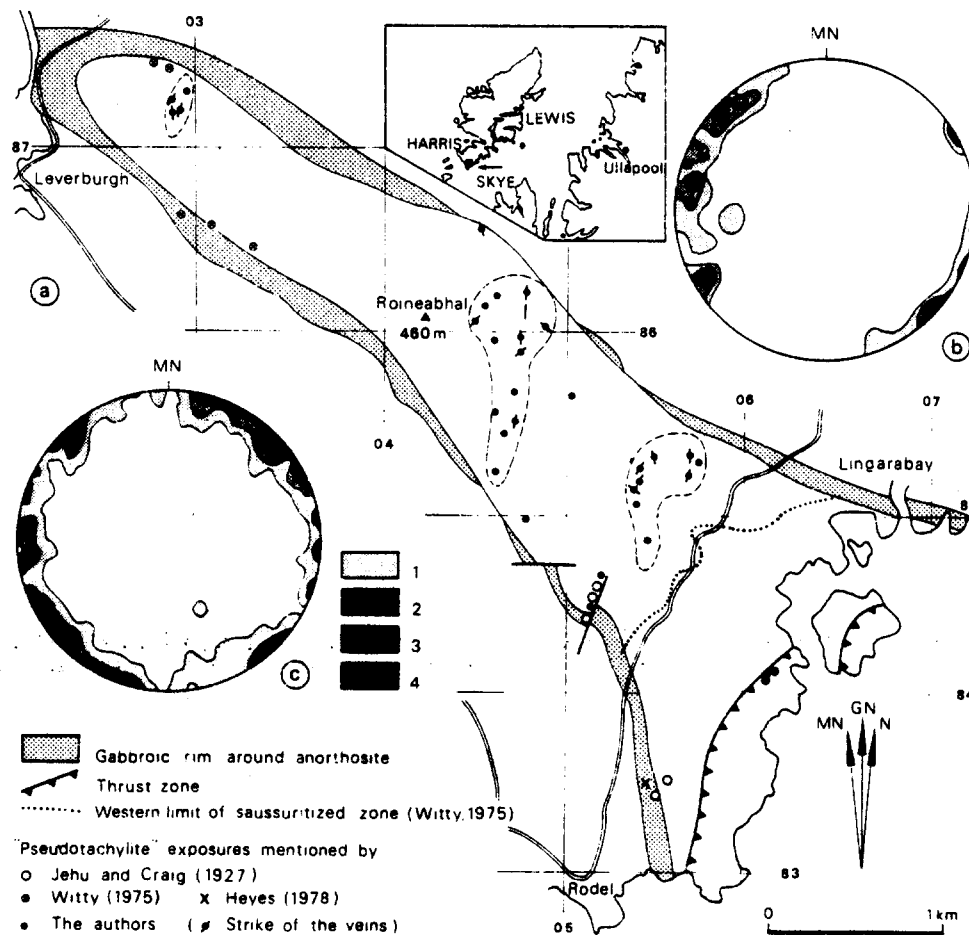 03
MN
LEWIS
HARRIS
87
Ullapool
Leverburgh
SKYE
a
Roineabhal
460m
86
b
MN
04
06
07
Lingarabay
1
2
3
4
c
84
GN
MN
N
Gabbroic rim around anorthosite
Thrust zone
Western limit of saussuritized zone (Witty, 1975)
"Pseudotachylite" exposures mentioned by
Jehu and Craig (1927)
Witty (1975) x Heyes (1978)
The authors ( Strike of the veins )
Rodel
83
05
0
1km